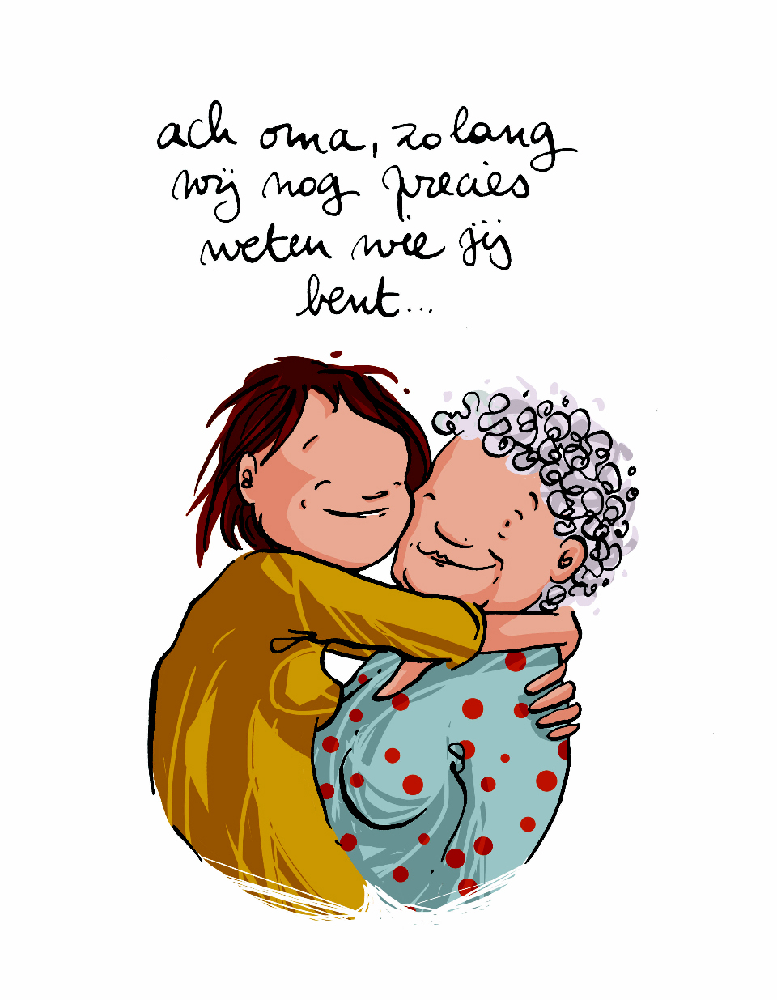 ach oma, zolang
wij nog precies
weten wie jij
bent...